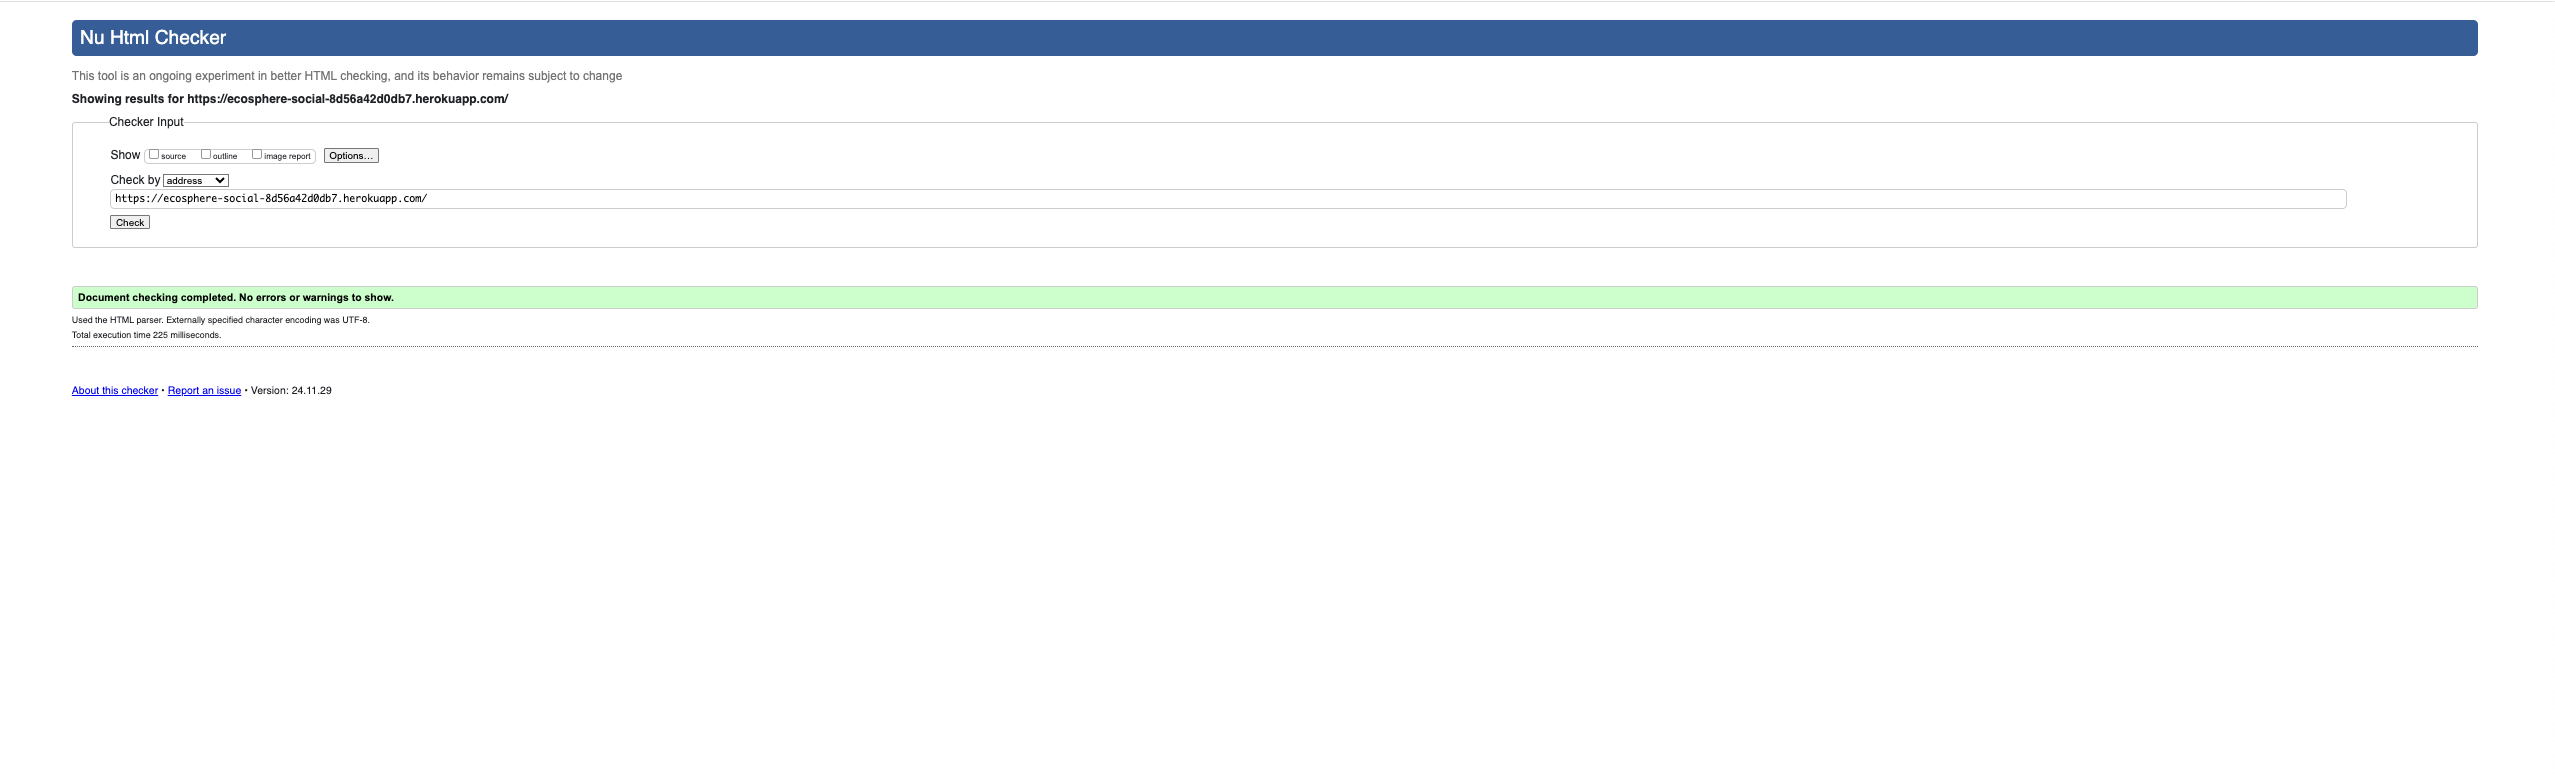 Nu Html Checker
This tool is an ongoing experiment in better HTML checking, and its behavior remains subject to change
Showing results for https://ecosphere-social-8d56a42d0db7.herokuapp.com/
Checker Input
Show source outline image report Options...
Check by address
https://ecosphere-social-8d56a42d0db7.herokuapp.com/
Check
Document checking completed. No errors or warnings to show.
Used the HTML parser. Externally specified character encoding was UTF-8.
Total execution time 225 milliseconds.
About this checker • Report an issue • Version: 24.11.29